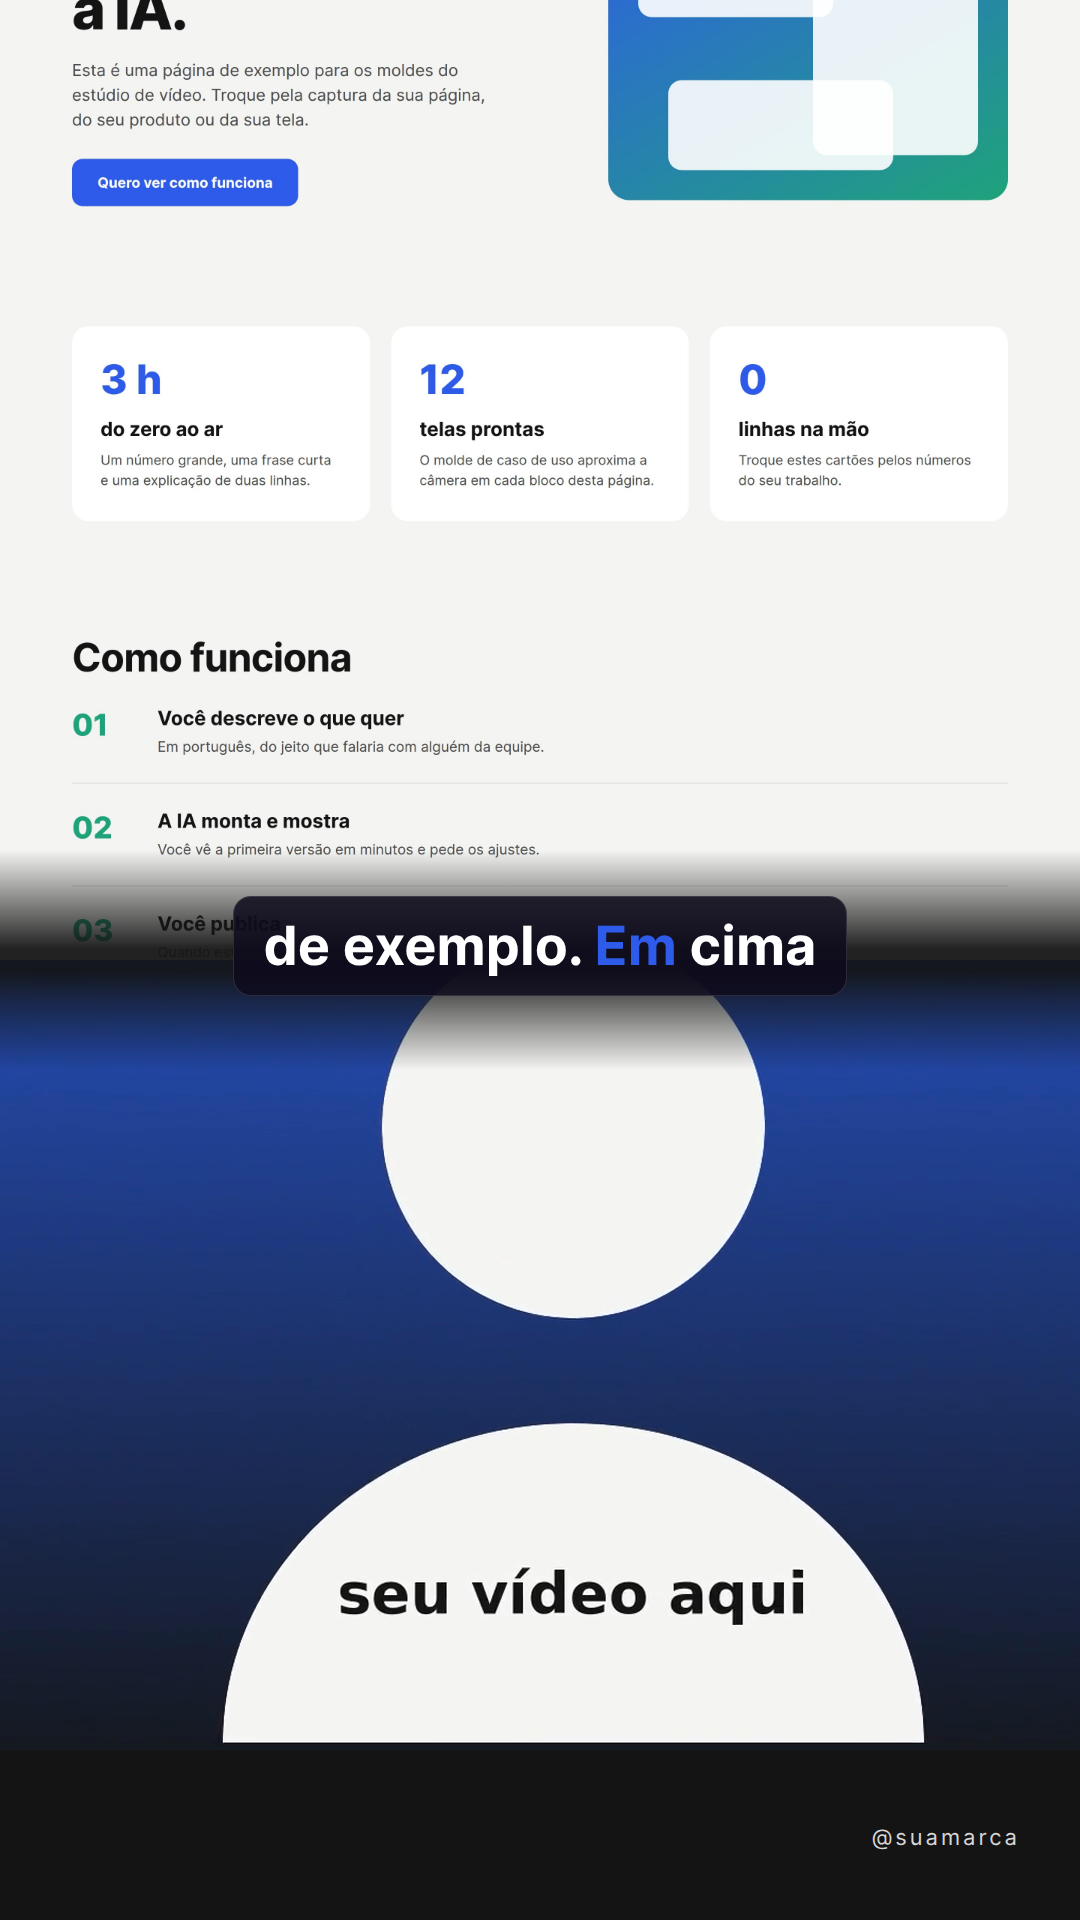 a IA.
Esta é uma página de exemplo para os moldes do
estúdio de vídeo. Troque pela captura da sua página,
do seu produto ou da sua tela.
Quero ver como funciona
3 h
do zero ao ar
Um número grande, uma frase curta
e uma explicação de duas linhas.
12
telas prontas
O molde de caso de uso aproxima a
câmera em cada bloco desta página.
0
linhas na mão
Troque estes cartões pelos números
do seu trabalho.
Como funciona
01
Você descreve o que quer
Em português, do jeito que falaria com alguém da equipe.
02
A IA monta e mostra
Você vê a primeira versão em minutos e pede os ajustes.
03
Você publica
Quando
de exemplo. Em cima
seu vídeo aqui
@suamarca